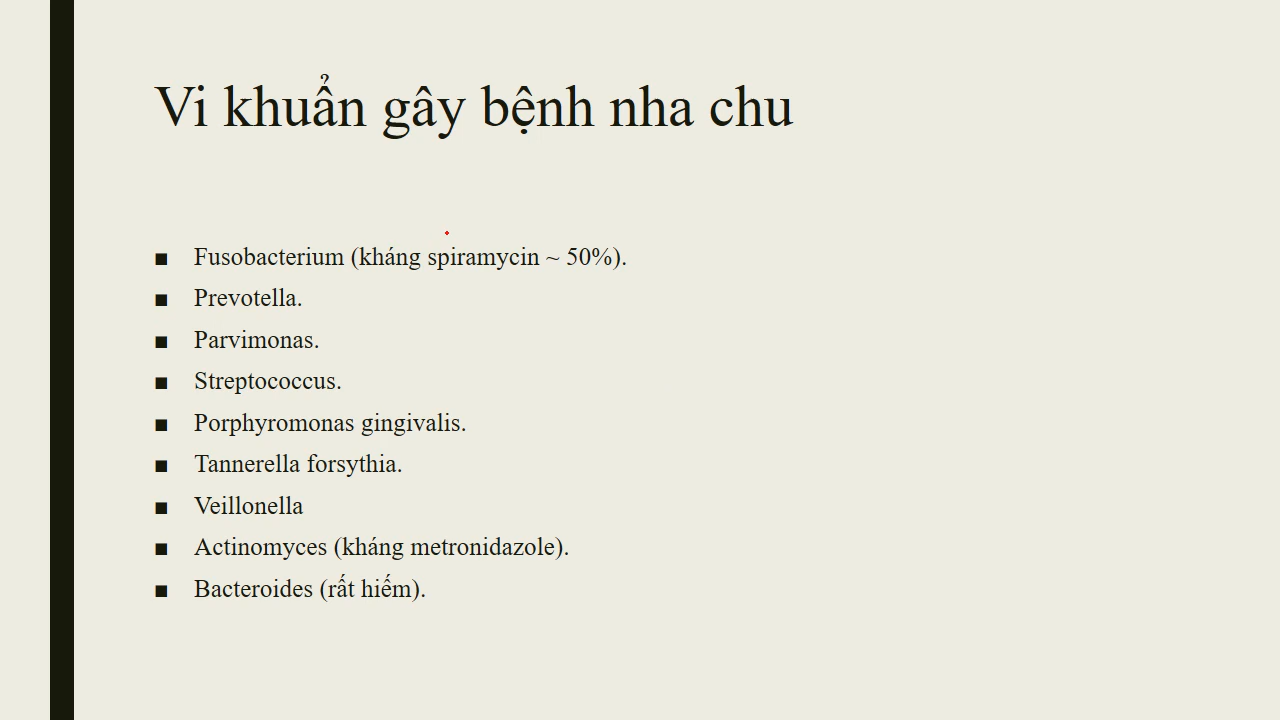 Vi khuẩn gây bệnh nha chu
▪ Fusobacterium (kháng spiramycin ~ 50%).
▪ Prevotella.
▪ Parvimonas.
▪ Streptococcus.
▪ Porphyromonas gingivalis.
▪ Tannerella forsythia.
▪ Veillonella
▪ Actinomyces (kháng metronidazole).
▪ Bacteroides (rất hiếm).